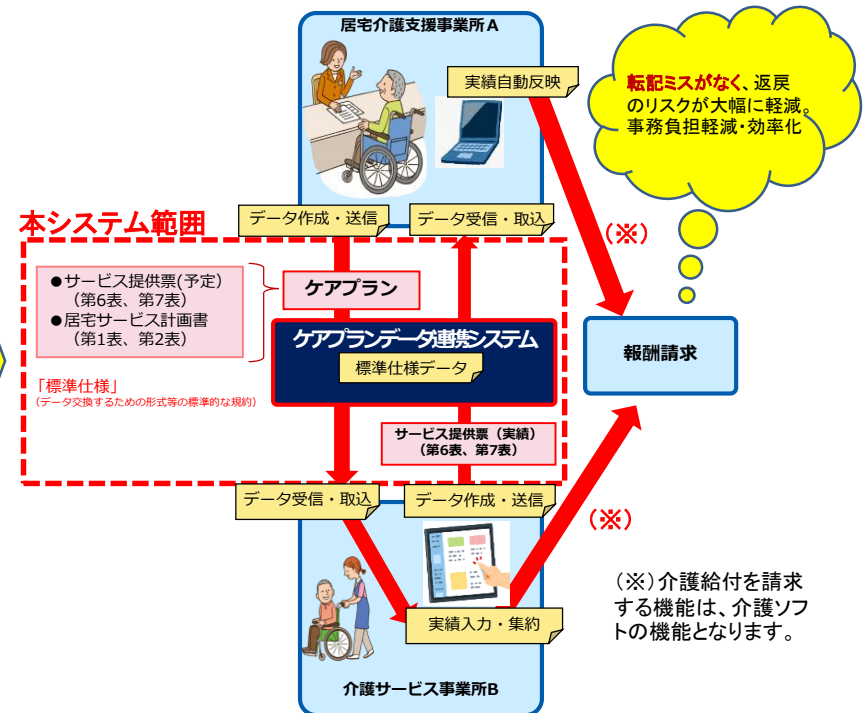 居宅介護支援事業所A
実績自動反映
転記ミスがなく、返戻
のリスクが大幅に軽減。
事務負担軽減・効率化
本システム範囲
データ作成・送信
データ受信・取込
(※)
●サービス提供票(予定)
(第6表、第7表)
●居宅サービス計画書
(第1表、第2表)
ケアプラン
ケアプランデータ連携システム
標準仕様データ
報酬請求
「標準仕様」
(データ交換するための形式等の標準的な規約)
サービス提供票(実績)
(第6表、第7表)
データ受信・取込
データ作成・送信
(※)
実績入力・集約
(※)介護給付を請求
する機能は、介護ソフ
トの機能となります。
介護サービス事業所B